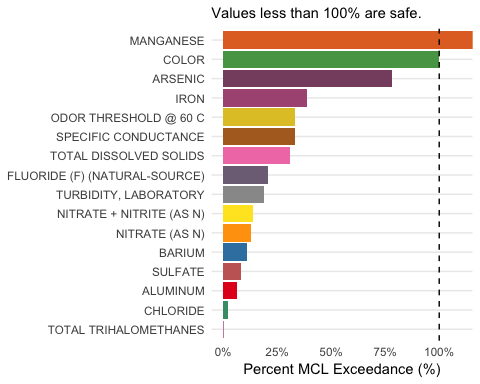 Values less than 100% are safe.
MANGANESE
COLOR
ARSENIC
IRON
ODOR THRESHOLD @ 60 C
SPECIFIC CONDUCTANCE
TOTAL DISSOLVED SOLIDS
FLUORIDE (F) (NATURAL-SOURCE)
TURBIDITY, LABORATORY
NITRATE + NITRITE (AS N)
NITRATE (AS N)
BARIUM
SULFATE
ALUMINUM
CHLORIDE
TOTAL TRIHALOMETHANES
0% 25% 50% 75% 100%
Percent MCL Exceedance (%)